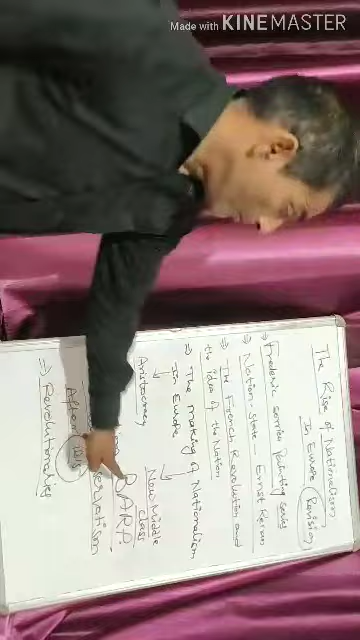 Made with KINEMASTER
The Rise of Nationalism
In Europe Revision
⇒ Frederic sorrieu painting series
⇒ Nation-state - Ernst Renan
⇒ The French Revolution and
the idea of the Nation
⇒ The making of Nationalism
In Europe
Aristocracy New Middle
class
After
⇒ Revolutionaries